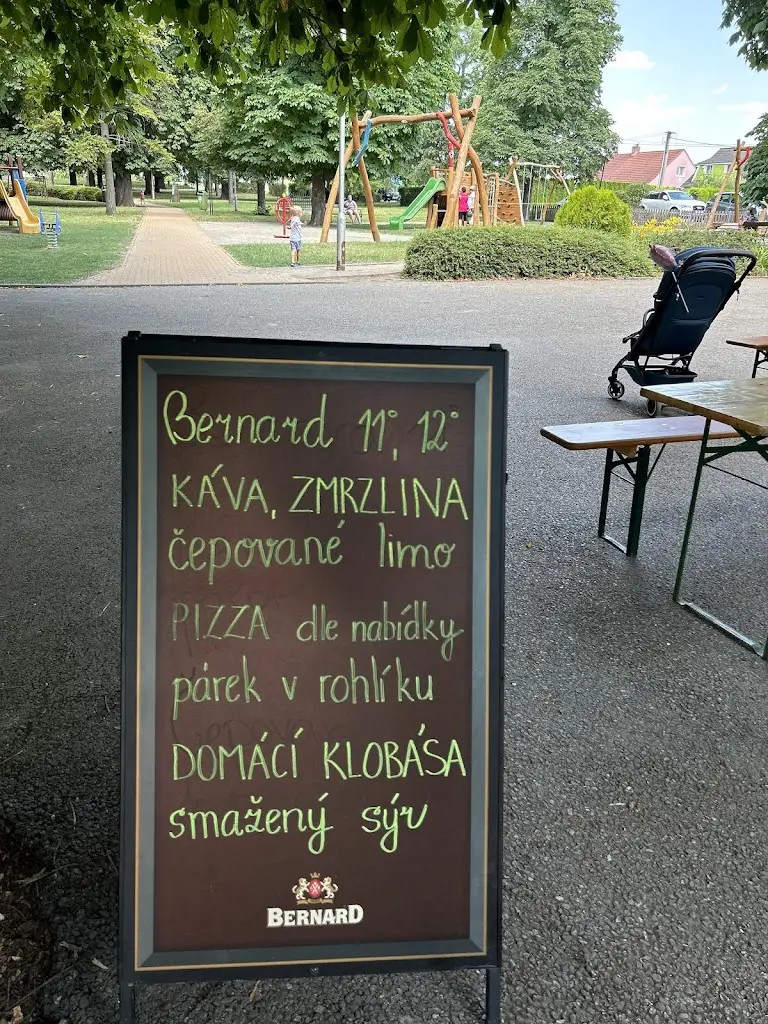 Bernard 11°, 12°
KÁVA, ZMRZLINA
čepované limo
PIZZA dle nabídky
párek v rohlíku
DOMÁCÍ KLOBÁSA
smažený sýr
BERNARD